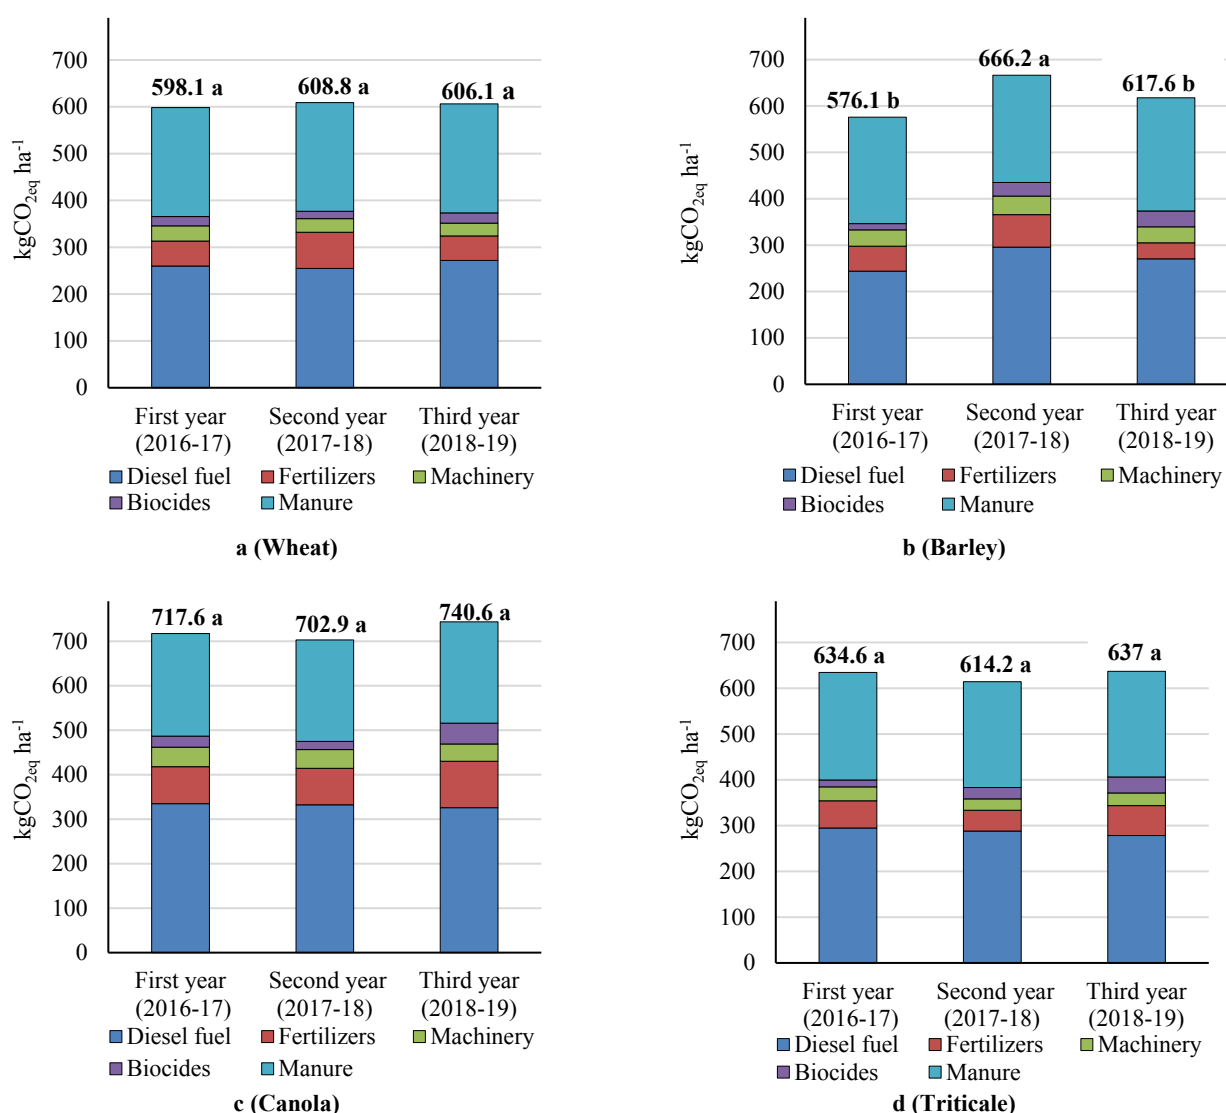 700
600
500
400
300
200
100
0
kgCO2eq ha-1
598.1 a
608.8 a
606.1 a
First year
(2016-17)
Second year
(2017-18)
Third year
(2018-19)
Diesel fuel
Fertilizers
Machinery
Biocides
Manure
a (Wheat)
700
600
500
400
300
200
100
0
kgCO2eq ha-1
576.1 b
666.2 a
617.6 b
First year
(2016-17)
Second year
(2017-18)
Third year
(2018-19)
Diesel fuel
Fertilizers
Machinery
Biocides
Manure
b (Barley)
700
600
500
400
300
200
100
0
kgCO2eq ha-1
717.6 a
702.9 a
740.6 a
First year
(2016-17)
Second year
(2017-18)
Third year
(2018-19)
Diesel fuel
Fertilizers
Machinery
Biocides
Manure
c (Canola)
700
600
500
400
300
200
100
0
kgCO2eq ha-1
634.6 a
614.2 a
637 a
First year
(2016-17)
Second year
(2017-18)
Third year
(2018-19)
Diesel fuel
Fertilizers
Machinery
Biocides
Manure
d (Triticale)